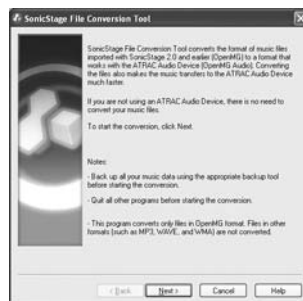 SonicStage File Conversion Tool
SonicStage File Conversion Tool converts the format of music files
imported with SonicStage 2.0 and earlier (OpenMG) to a format that
works with the ATRAC Audio Device (OpenMG Audio). Converting
the files also makes the music transfers to the ATRAC Audio Device
much faster.
If you are not using an ATRAC Audio Device, there is no need to
convert your music files.
To start the conversion, click Next.
Notes:
- Back up all your music data using the appropriate backup tool
before starting the conversion.
- Quit all other programs before starting the conversion.
- This program converts only files in OpenMG format. Files in other
formats (such as MP3, WAVE, and WMA) are not converted.
< Back Next > Cancel Help